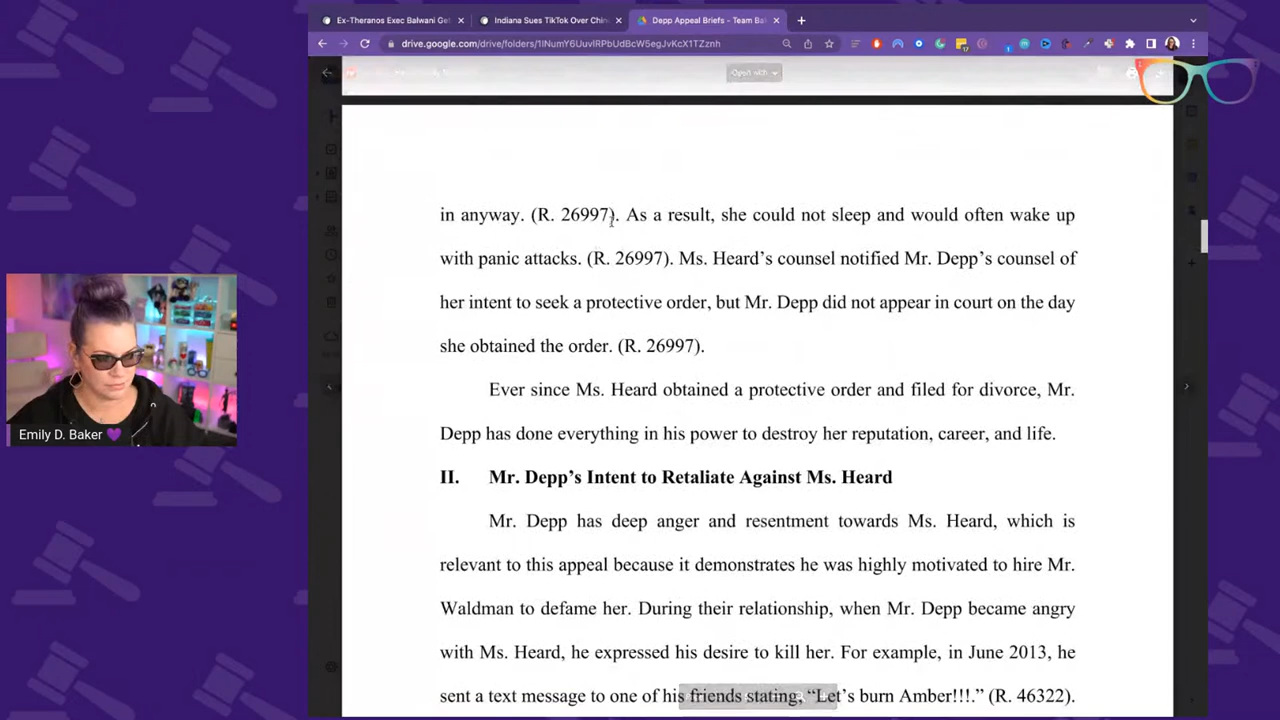 Ex-Theranos Exec Balwani Get
Indiana Sues TikTok Over Chin
Depp Appeal Briefs - Team Ba
drive.google.com/drive/folders/1lNumY6UuvIRPbUdBcW5egJvKcX1TZznh
Open with
in anyway. (R. 26997). As a result, she could not sleep and would often wake up
with panic attacks. (R. 26997). Ms. Heard's counsel notified Mr. Depp's counsel of
her intent to seek a protective order, but Mr. Depp did not appear in court on the day
she obtained the order. (R. 26997).
Ever since Ms. Heard obtained a protective order and filed for divorce, Mr.
Depp has done everything in his power to destroy her reputation, career, and life.
II. Mr. Depp's Intent to Retaliate Against Ms. Heard
Mr. Depp has deep anger and resentment towards Ms. Heard, which is
relevant to this appeal because it demonstrates he was highly motivated to hire Mr.
Waldman to defame her. During their relationship, when Mr. Depp became angry
with Ms. Heard, he expressed his desire to kill her. For example, in June 2013, he
sent a text message to one of his friends stating, "Let's burn Amber!!!." (R. 46322).
Emily D. Baker 💜